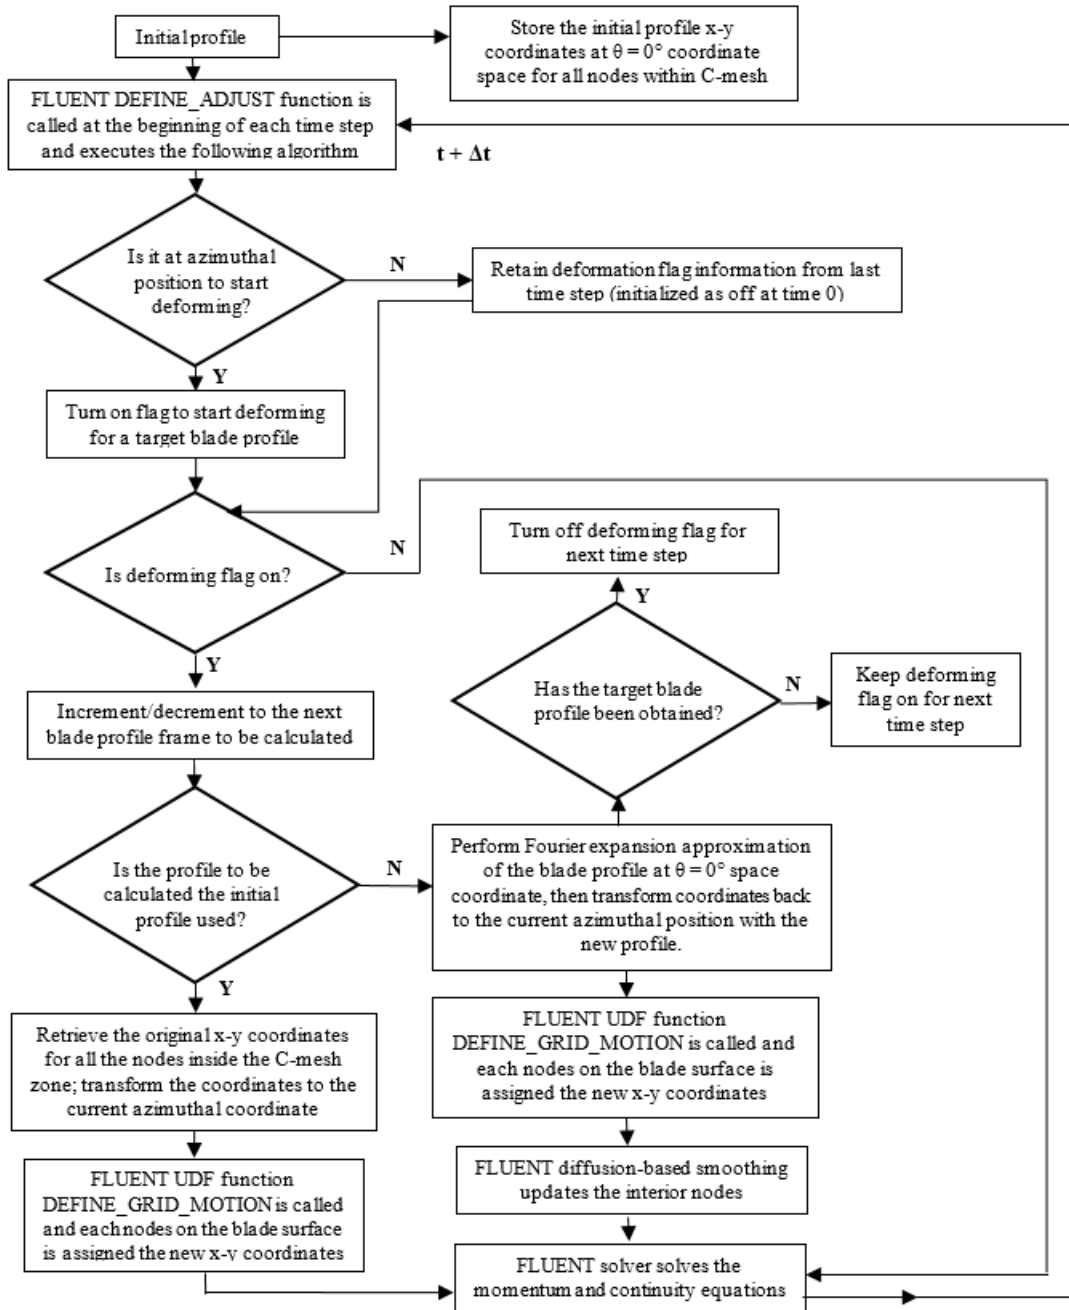 Initial profile
Store the initial profile x-y
coordinates at θ = 0° coordinate
space for all nodes within C-mesh
FLUENT DEFINE_ADJUST function is
called at the beginning of each time step
and executes the following algorithm
t + Δt
Is it at azimuthal
position to start
deforming?
N
Retain deformation flag information from last
time step (initialized as off at time 0)
Y
Turn on flag to start deforming
for a target blade profile
Is deforming flag on?
N
Turn off deforming flag for
next time step
Y
Y
Has the target blade
profile been obtained?
N
Keep deforming
flag on for next
time step
Increment/decrement to the next
blade profile frame to be calculated
Is the profile to be
calculated the initial
profile used?
N
Perform Fourier expansion approximation
of the blade profile at θ = 0° space
coordinate, then transform coordinates back
to the current azimuthal position with the
new profile.
Y
Retrieve the original x-y coordinates
for all the nodes inside the C-mesh
zone; transform the coordinates to the
current azimuthal coordinate
FLUENT UDF function
DEFINE_GRID_MOTION is called and
each nodes on the blade surface is
assigned the new x-y coordinates
FLUENT UDF function
DEFINE_GRID_MOTION is called
and each nodes on the blade surface
is assigned the new x-y coordinates
FLUENT diffusion-based smoothing
updates the interior nodes
FLUENT solver solves the
momentum and continuity equations